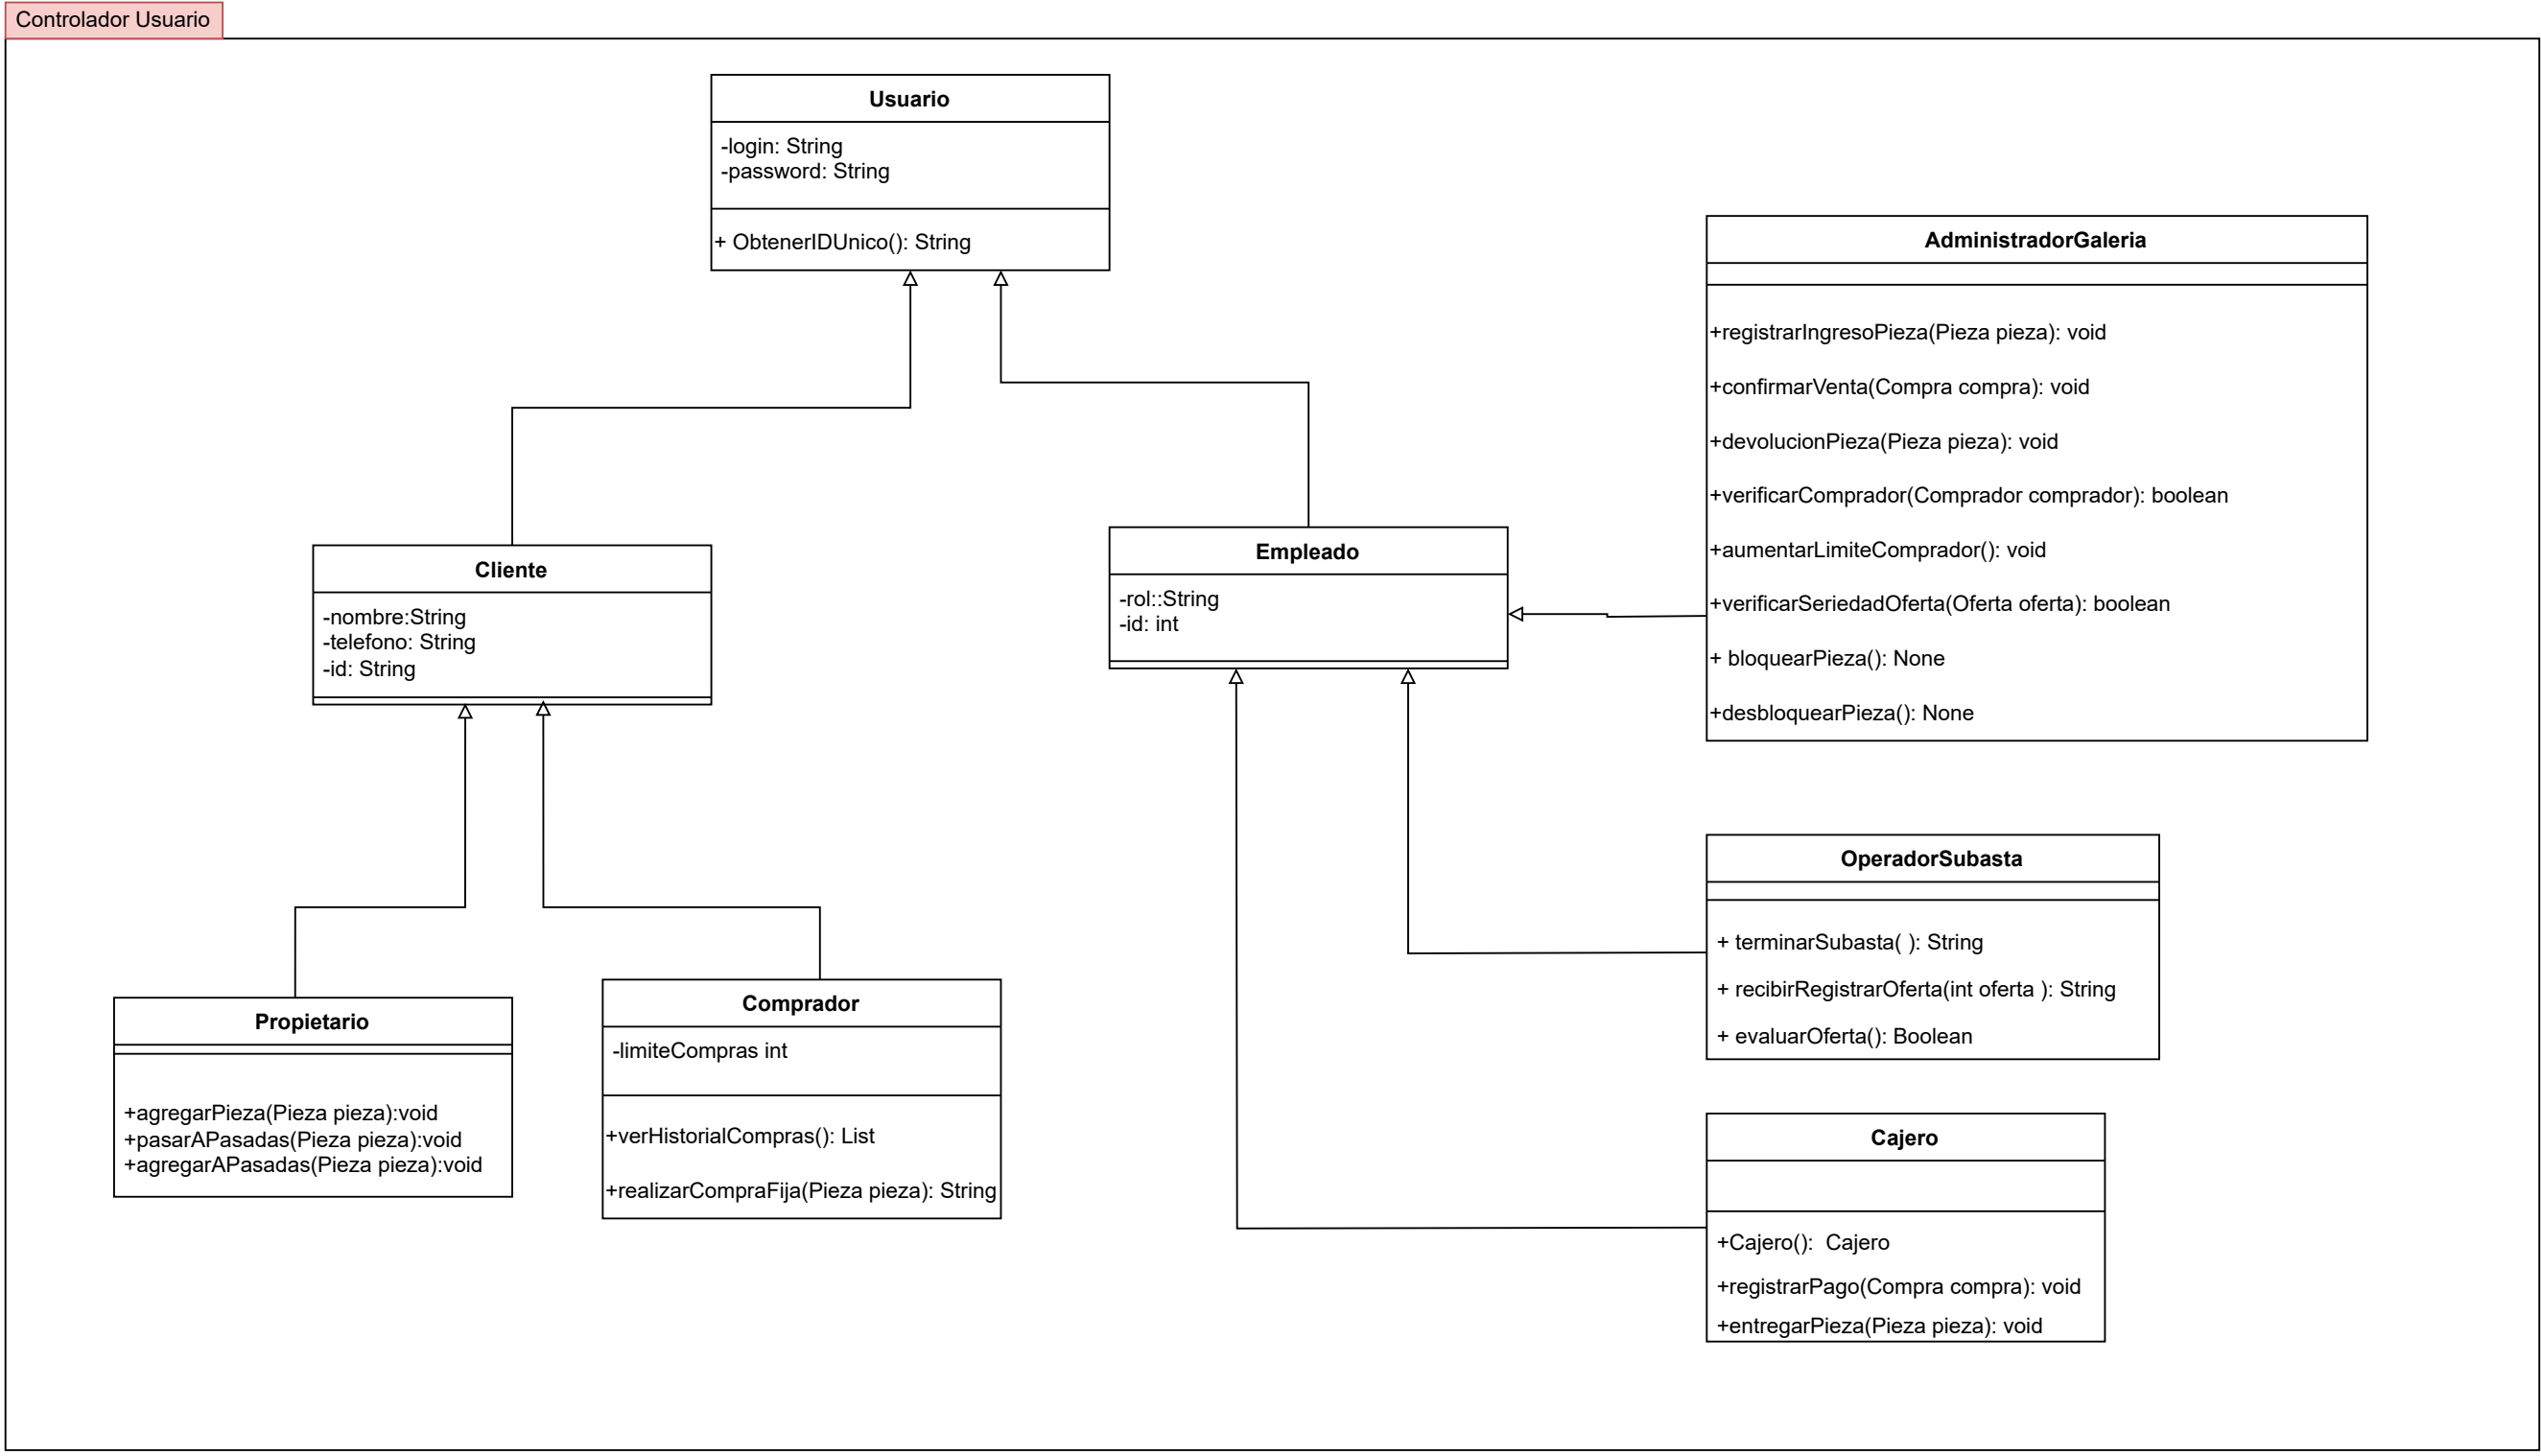 Controlador Usuario
Usuario
-login: String
-password: String
+ ObtenerIDUnico(): String
AdministradorGaleria
+registrarIngresoPieza(Pieza pieza): void
+confirmarVenta(Compra compra): void
+devolucionPieza(Pieza pieza): void
+verificarComprador(Comprador comprador): boolean
+aumentarLimiteComprador(): void
+verificarSeriedadOferta(Oferta oferta): boolean
+ bloquearPieza(): None
+desbloquearPieza(): None
Cliente
-nombre:String
-telefono: String
-id: String
Empleado
-rol::String
-id: int
Propietario
+agregarPieza(Pieza pieza):void
+pasarAPasadas(Pieza pieza):void
+agregarAPasadas(Pieza pieza):void
Comprador
-limiteCompras int
+verHistorialCompras(): List
+realizarCompraFija(Pieza pieza): String
OperadorSubasta
+ terminarSubasta( ): String
+ recibirRegistrarOferta(int oferta ): String
+ evaluarOferta(): Boolean
Cajero
+Cajero():  Cajero
+registrarPago(Compra compra): void
+entregarPieza(Pieza pieza): void